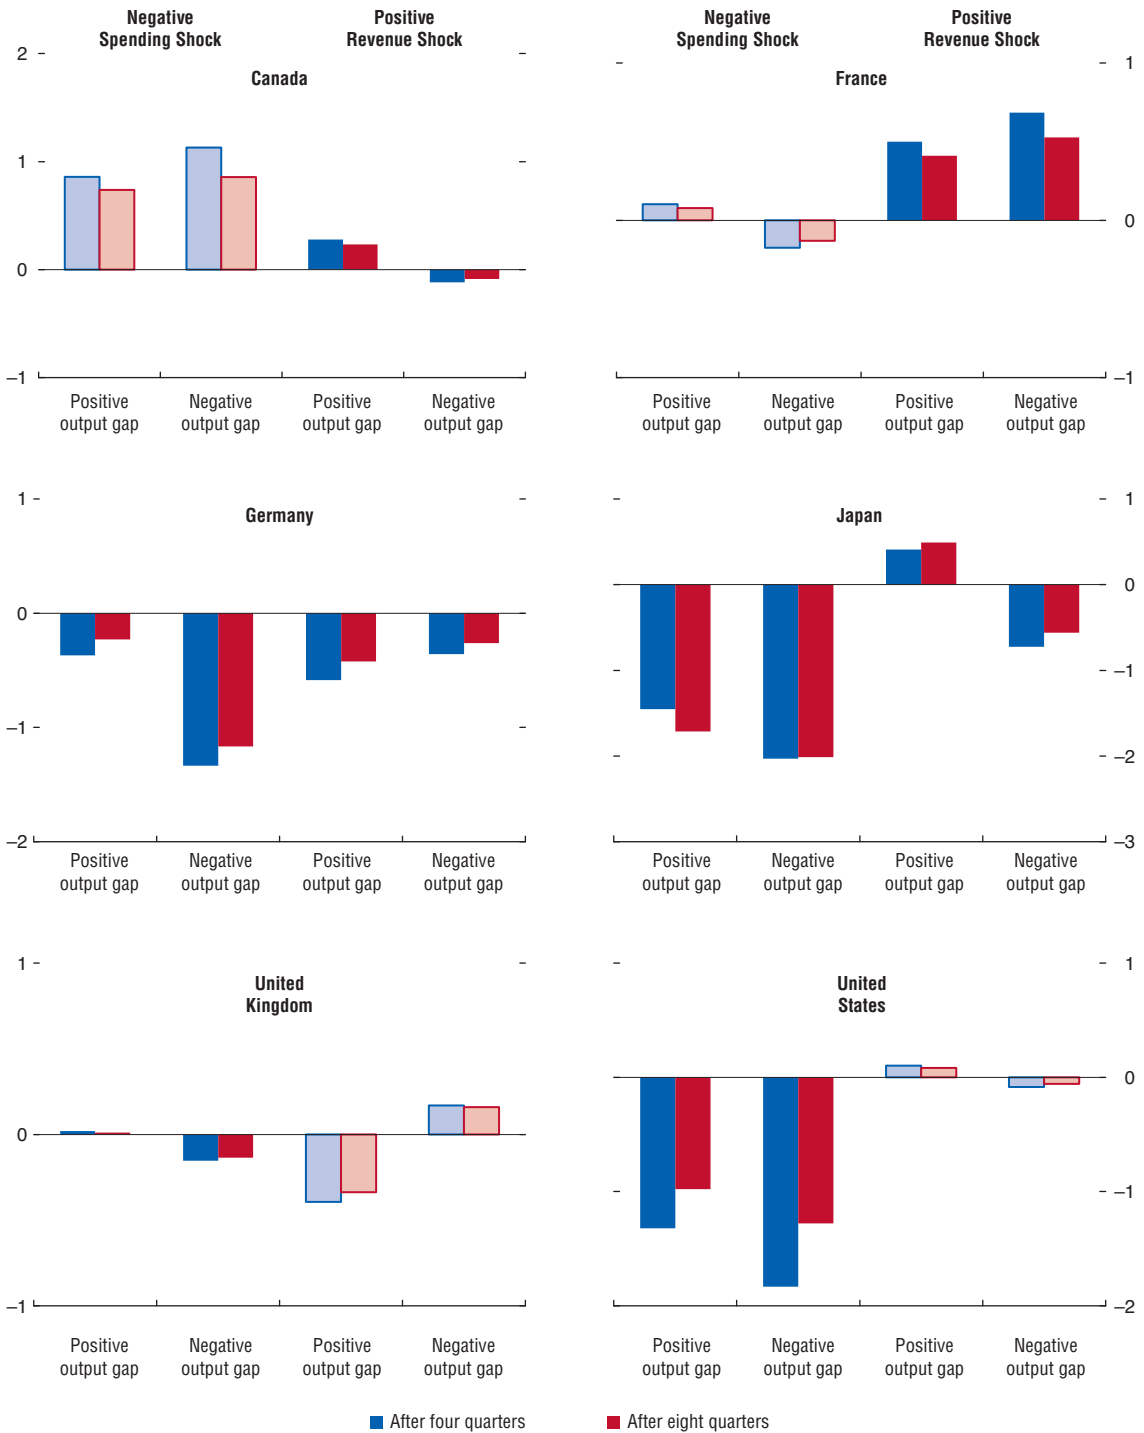 Negative
Spending Shock
Positive
Revenue Shock
Canada
2
1
0
–1
Positive
output gap
Negative
output gap
Positive
output gap
Negative
output gap
Negative
Spending Shock
Positive
Revenue Shock
France
1
0
–1
Positive
output gap
Negative
output gap
Positive
output gap
Negative
output gap
Germany
1
0
–1
–2
Positive
output gap
Negative
output gap
Positive
output gap
Negative
output gap
Japan
1
0
–1
–2
–3
Positive
output gap
Negative
output gap
Positive
output gap
Negative
output gap
United
Kingdom
1
0
–1
Positive
output gap
Negative
output gap
Positive
output gap
Negative
output gap
United
States
1
0
–1
–2
Positive
output gap
Negative
output gap
Positive
output gap
Negative
output gap
After four quarters
After eight quarters